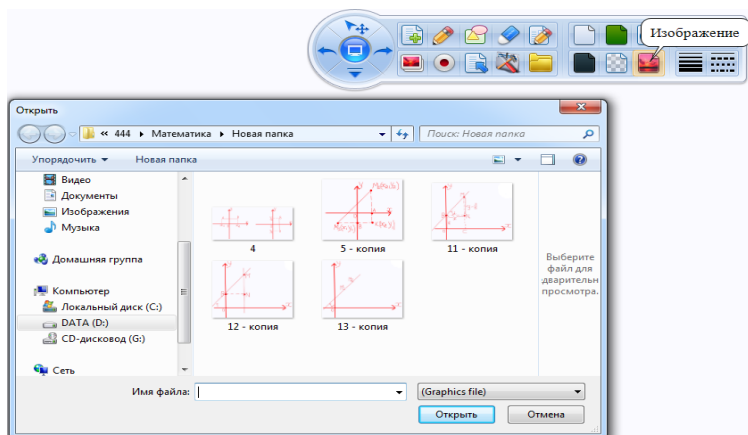 Изображение
Открыть
« 444 ▸ Математика ▸ Новая папка
Поиск: Новая папка
Упорядочить
Новая папка
Видео
Документы
Изображения
Музыка
Домашняя группа
Компьютер
Локальный диск (C:)
DATA (D:)
CD-дисковод (G:)
Сеть
4
5 - копия
11 - копия
12 - копия
13 - копия
Выберите
файл для
дварительн
просмотра.
Имя файла:
(Graphics file)
Открыть
Отмена